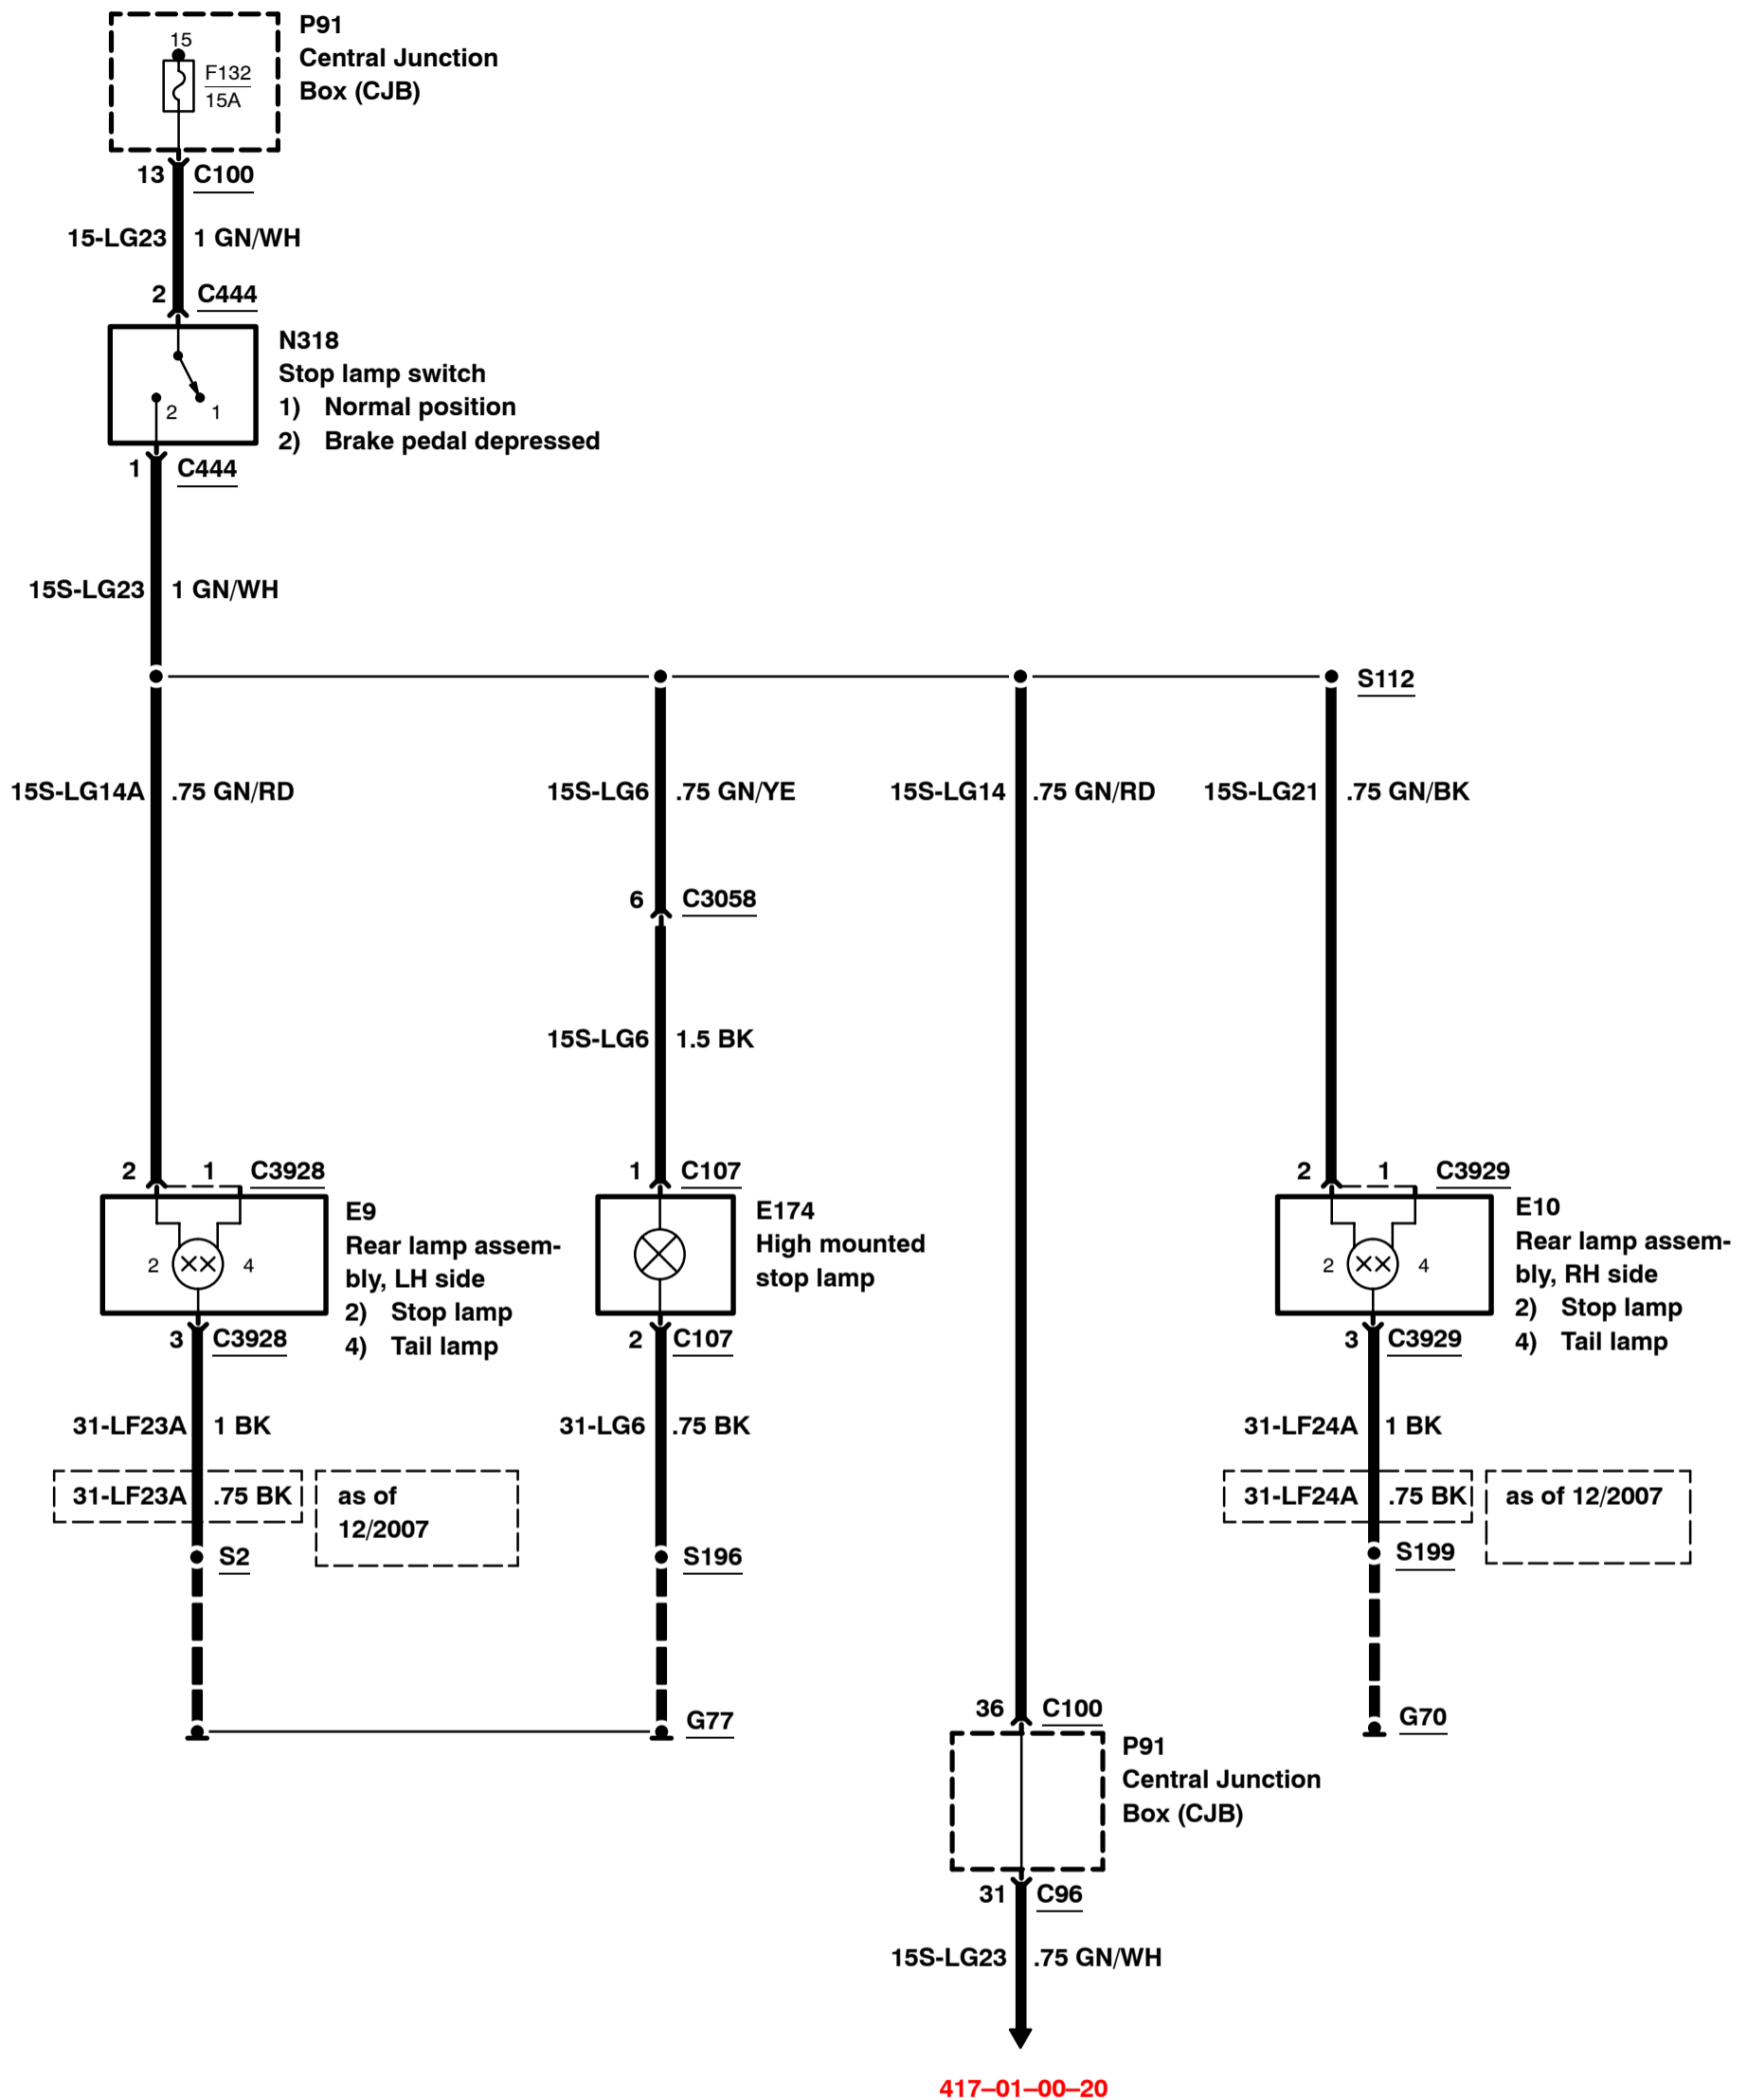 P91
Central Junction
Box (CJB)
15
F132
15A
13 C100
15-LG23 1 GN/WH
2 C444
N318
Stop lamp switch
1) Normal position
2) Brake pedal depressed
2 1
1 C444
15S-LG23 1 GN/WH
S112
15S-LG14A .75 GN/RD 15S-LG6 .75 GN/YE 15S-LG14 .75 GN/RD 15S-LG21 .75 GN/BK
6 C3058
15S-LG6 1.5 BK
2 1 C3928 1 C107 2 1 C3929
E9
Rear lamp assem-
bly, LH side
2) Stop lamp
4) Tail lamp
2 4
E174
High mounted
stop lamp
E10
Rear lamp assem-
bly, RH side
2) Stop lamp
4) Tail lamp
2 4
3 C3928 2 C107 3 C3929
31-LF23A 1 BK 31-LG6 .75 BK 31-LF24A 1 BK
31-LF23A .75 BK as of
12/2007
31-LF24A .75 BK as of 12/2007
S2 S196 S199
G77 G70
36 C100
P91
Central Junction
Box (CJB)
31 C96
15S-LG23 .75 GN/WH
417–01–00–20